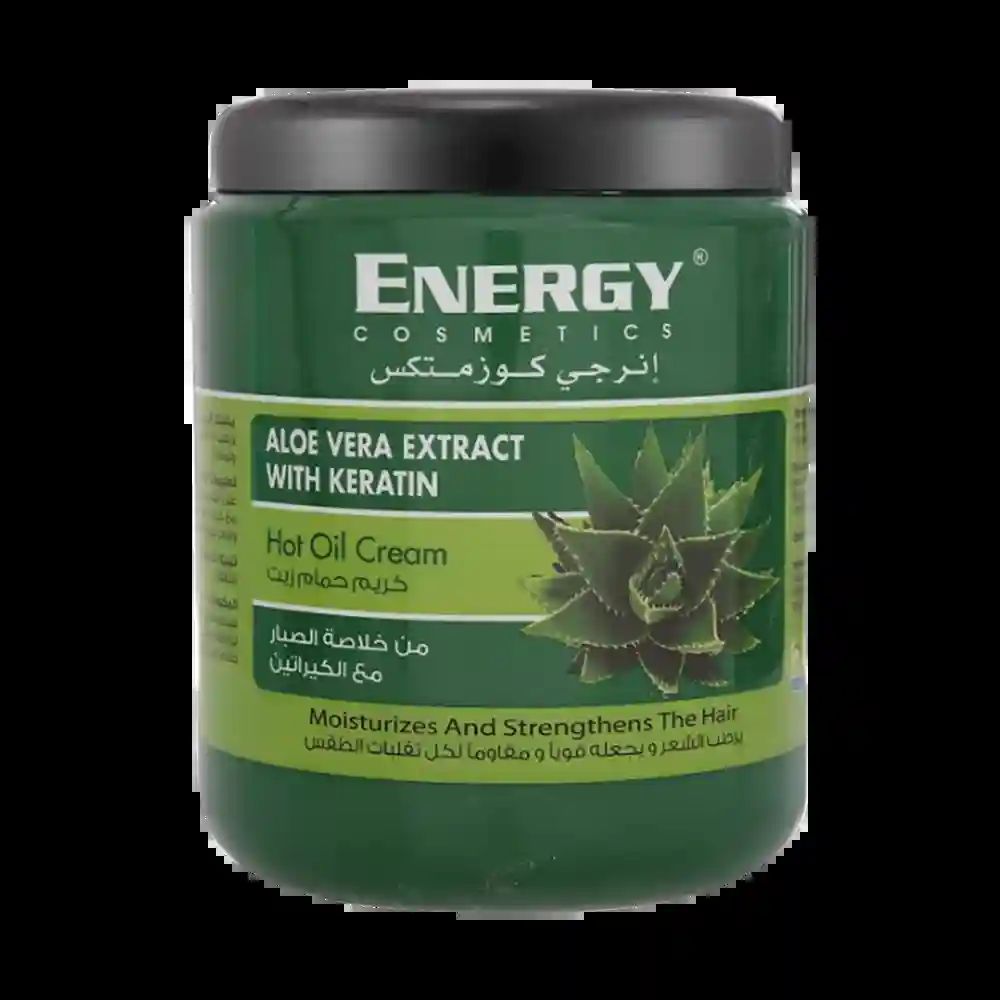 ENERGY®
COSMETICS
إنرجي كوزمتكس
ALOE VERA EXTRACT
WITH KERATIN
Hot Oil Cream
كريم حمام زيت
من خلاصة الصبار
مع الكيراتين
Moisturizes And Strengthens The Hair
يرطب الشعر و يجعله قوياً و مقاوماً لكل تقلبات الطقس